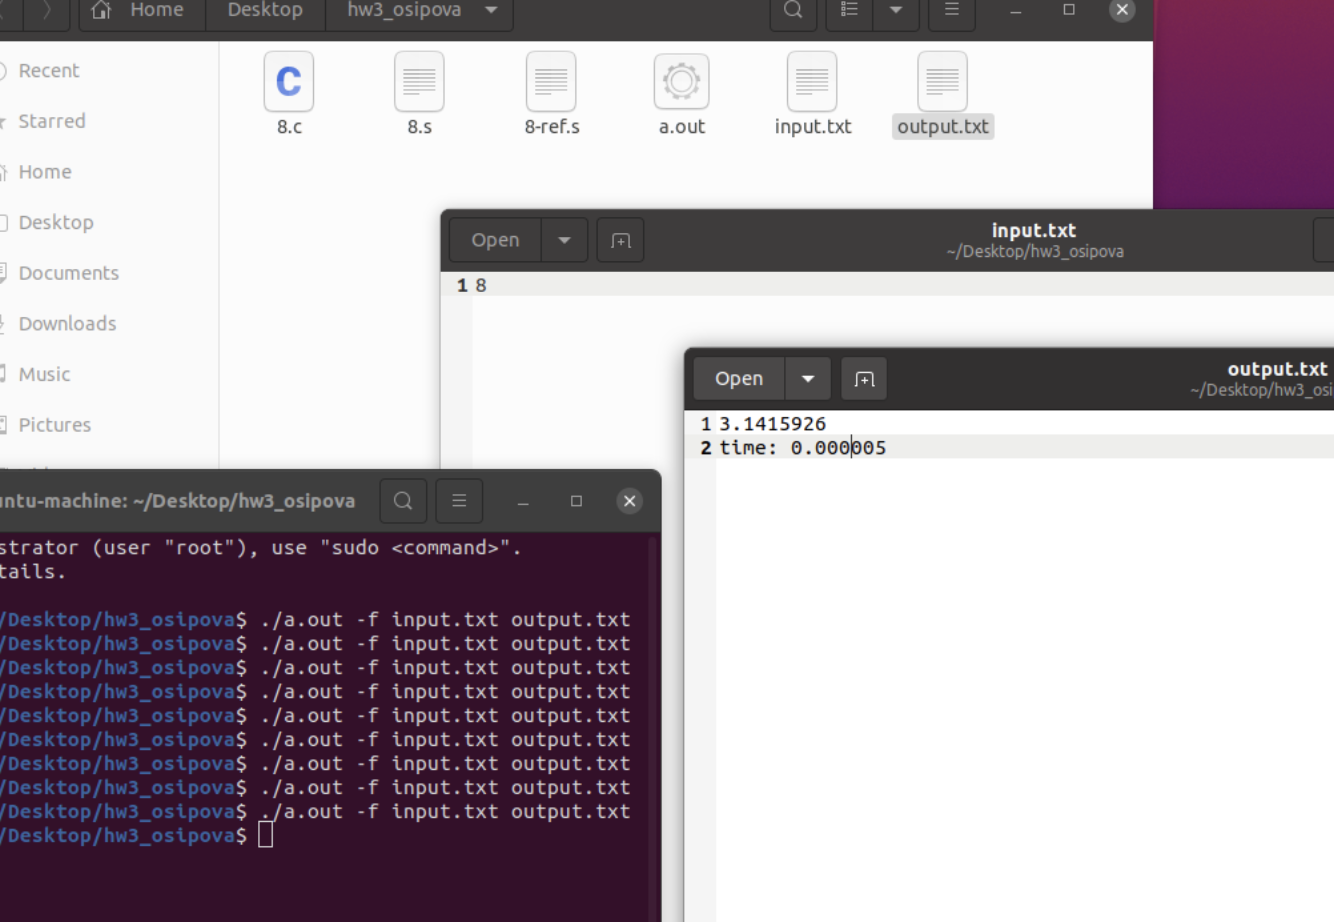 Home Desktop hw3_osipova
Recent
Starred
Home
Desktop
Documents
Downloads
Music
Pictures
8.c 8.s 8-ref.s a.out input.txt output.txt
Open input.txt
~/Desktop/hw3_osipova
1 8
Open output.txt
~/Desktop/hw3_osi
1 3.1415926
2 time: 0.000005
untu-machine: ~/Desktop/hw3_osipova
strator (user "root"), use "sudo <command>".
tails.
/Desktop/hw3_osipova$ ./a.out -f input.txt output.txt
/Desktop/hw3_osipova$ ./a.out -f input.txt output.txt
/Desktop/hw3_osipova$ ./a.out -f input.txt output.txt
/Desktop/hw3_osipova$ ./a.out -f input.txt output.txt
/Desktop/hw3_osipova$ ./a.out -f input.txt output.txt
/Desktop/hw3_osipova$ ./a.out -f input.txt output.txt
/Desktop/hw3_osipova$ ./a.out -f input.txt output.txt
/Desktop/hw3_osipova$ ./a.out -f input.txt output.txt
/Desktop/hw3_osipova$ ./a.out -f input.txt output.txt
/Desktop/hw3_osipova$